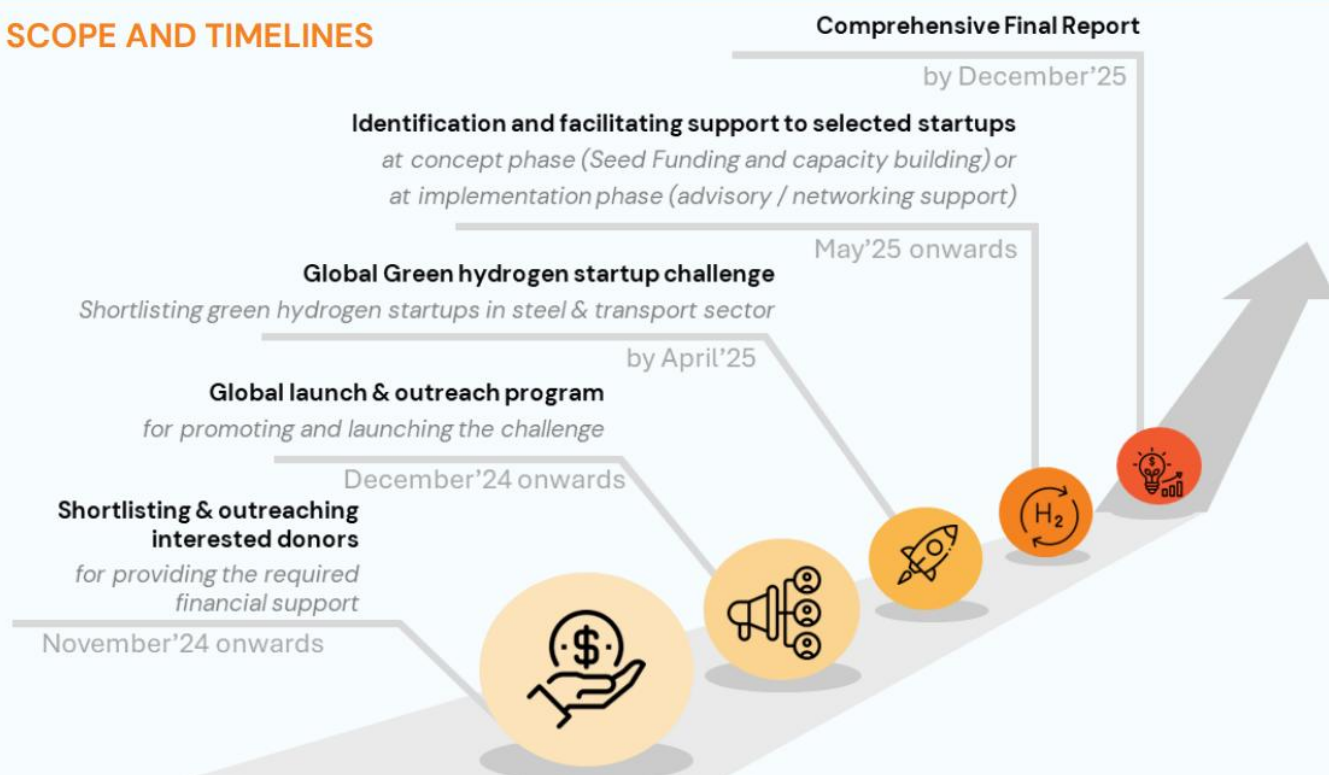 SCOPE AND TIMELINES
Comprehensive Final Report
by December’25
Identification and facilitating support to selected startups
at concept phase (Seed Funding and capacity building) or
at implementation phase (advisory / networking support)
May’25 onwards
Global Green hydrogen startup challenge
Shortlisting green hydrogen startups in steel & transport sector
by April’25
Global launch & outreach program
for promoting and launching the challenge
December’24 onwards
Shortlisting & outreaching
interested donors
for providing the required
financial support
November’24 onwards
$
H₂
$